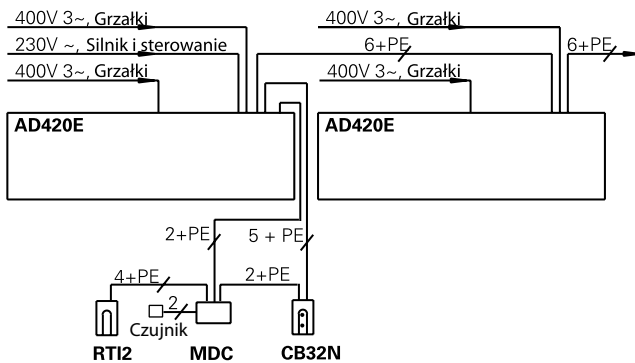 400V 3~, Grzałki
400V 3~, Grzałki
230V ~, Silnik i sterowanie
6+PE
6+PE
400V 3~, Grzałki
400V 3~, Grzałki
AD420E
AD420E
2+PE
5 + PE
4+PE
2+PE
2
Czujnik
RTI2
MDC
CB32N